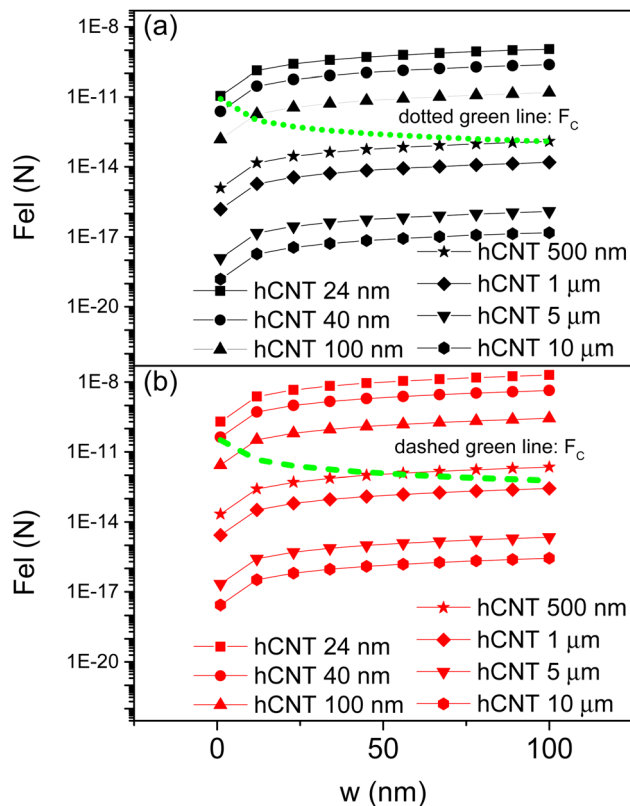 (a)
1E-8
1E-11
1E-14
1E-17
1E-20
Fel (N)
dotted green line: F_C
hCNT 24 nm
hCNT 40 nm
hCNT 100 nm
hCNT 500 nm
hCNT 1 μm
hCNT 5 μm
hCNT 10 μm
(b)
1E-8
1E-11
1E-14
1E-17
1E-20
Fel (N)
dashed green line: F_C
hCNT 24 nm
hCNT 40 nm
hCNT 100 nm
hCNT 500 nm
hCNT 1 μm
hCNT 5 μm
hCNT 10 μm
0
50
100
w (nm)